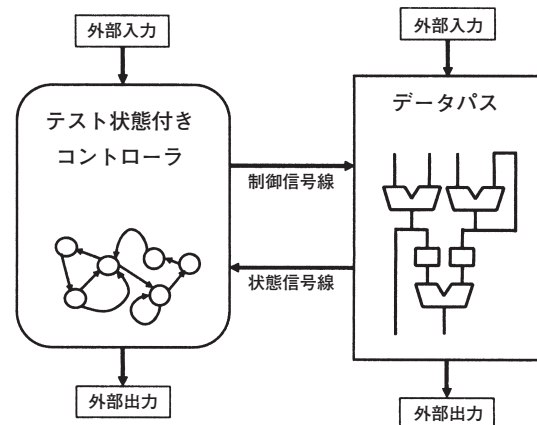 外部入力
テスト状態付き
コントローラ
外部出力
制御信号線
状態信号線
外部入力
データパス
外部出力